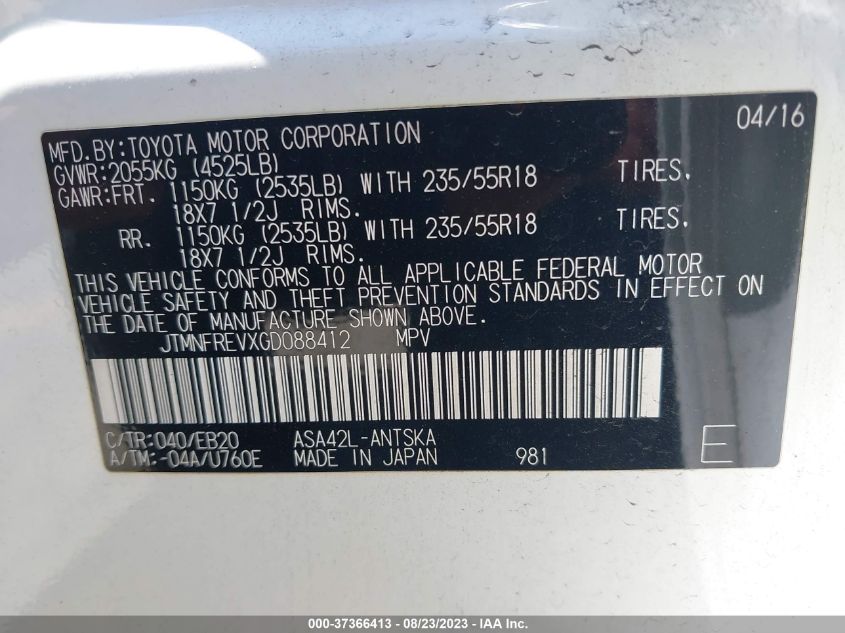 04/16
MFD.BY:TOYOTA MOTOR CORPORATION
GVWR:2055KG (4525LB)
GAWR:FRT. 1150KG (2535LB) WITH 235/55R18 TIRES.
18X7 1/2J RIMS.
RR. 1150KG (2535LB) WITH 235/55R18 TIRES.
18X7 1/2J RIMS.
THIS VEHICLE CONFORMS TO ALL APPLICABLE FEDERAL MOTOR
VEHICLE SAFETY AND THEFT PREVENTION STANDARDS IN EFFECT ON
THE DATE OF MANUFACTURE SHOWN ABOVE.
JTMNFREVXGD088412 MPV
C/TR:040/EB20 ASA42L-ANTSKA
A/TM:-04A/U760E MADE IN JAPAN 981 E
000-37366413 - 08/23/2023 - IAA Inc.